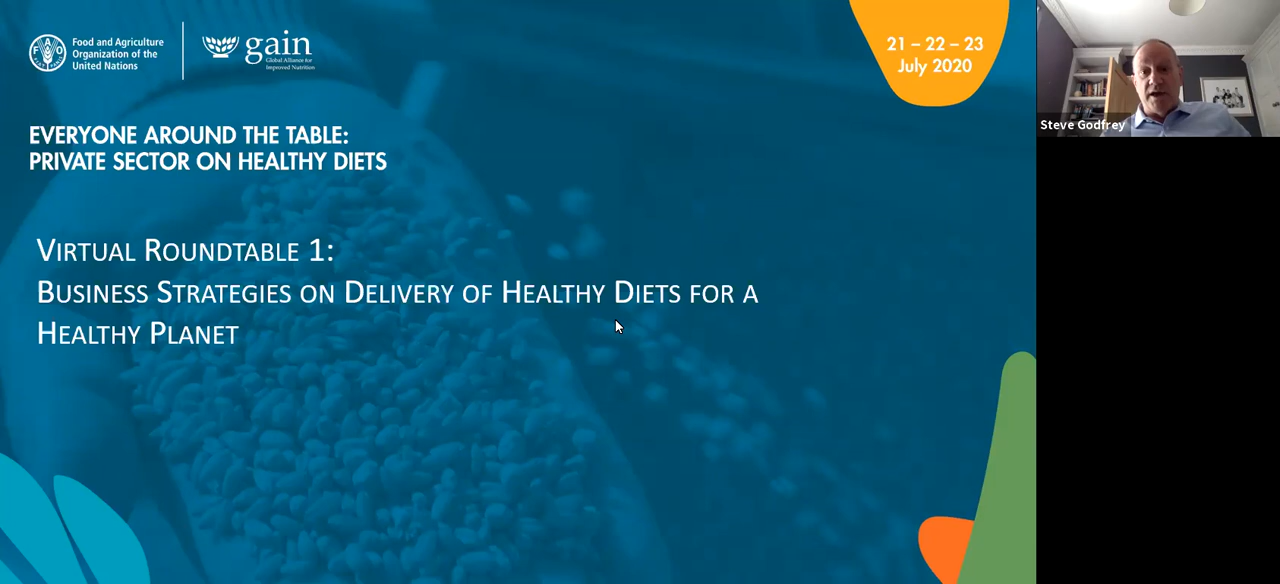 Food and Agriculture
Organization of the
United Nations
gain
Global Alliance for
Improved Nutrition
21 – 22 – 23
July 2020
Steve Godfrey
EVERYONE AROUND THE TABLE:
PRIVATE SECTOR ON HEALTHY DIETS
VIRTUAL ROUNDTABLE 1:
BUSINESS STRATEGIES ON DELIVERY OF HEALTHY DIETS FOR A
HEALTHY PLANET